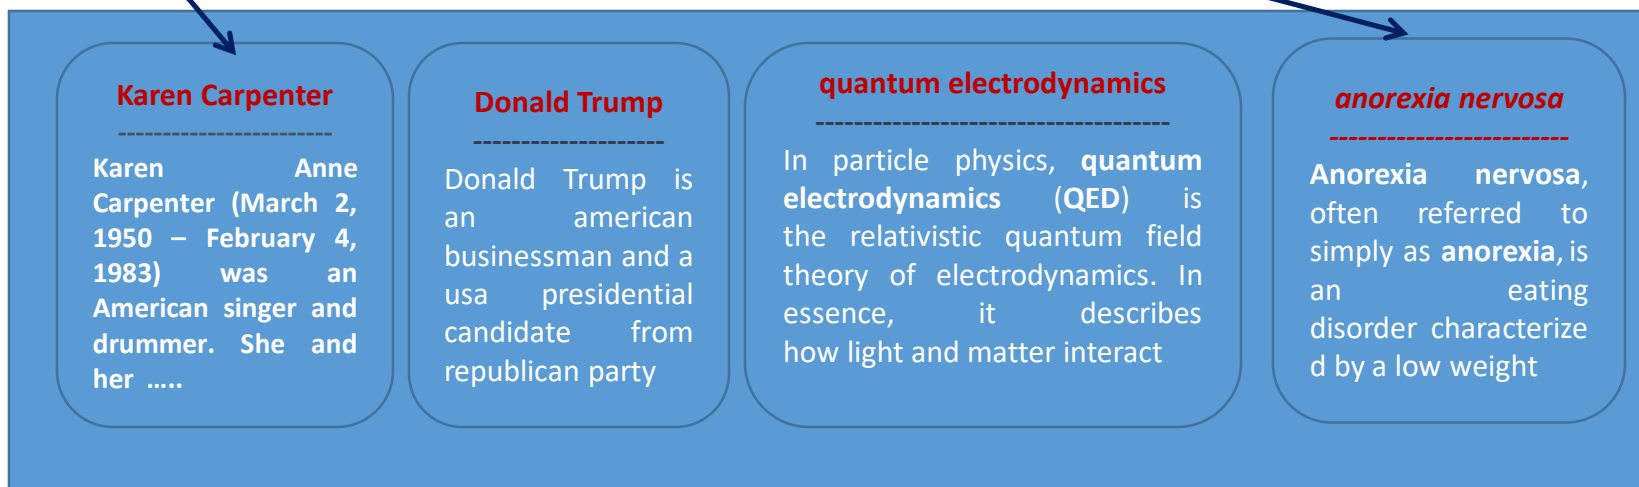 Karen Carpenter
------------------------
Karen Anne
Carpenter (March 2,
1950 – February 4,
1983) was an
American singer and
drummer. She and
her …..
Donald Trump
---------------------
Donald Trump is
an american
businessman and a
usa presidential
candidate from
republican party
quantum electrodynamics
-------------------------------------
In particle physics, quantum
electrodynamics (QED) is
the relativistic quantum field
theory of electrodynamics. In
essence, it describes
how light and matter interact
anorexia nervosa
-------------------------
Anorexia nervosa,
often referred to
simply as anorexia, is
an eating
disorder characterize
d by a low weight